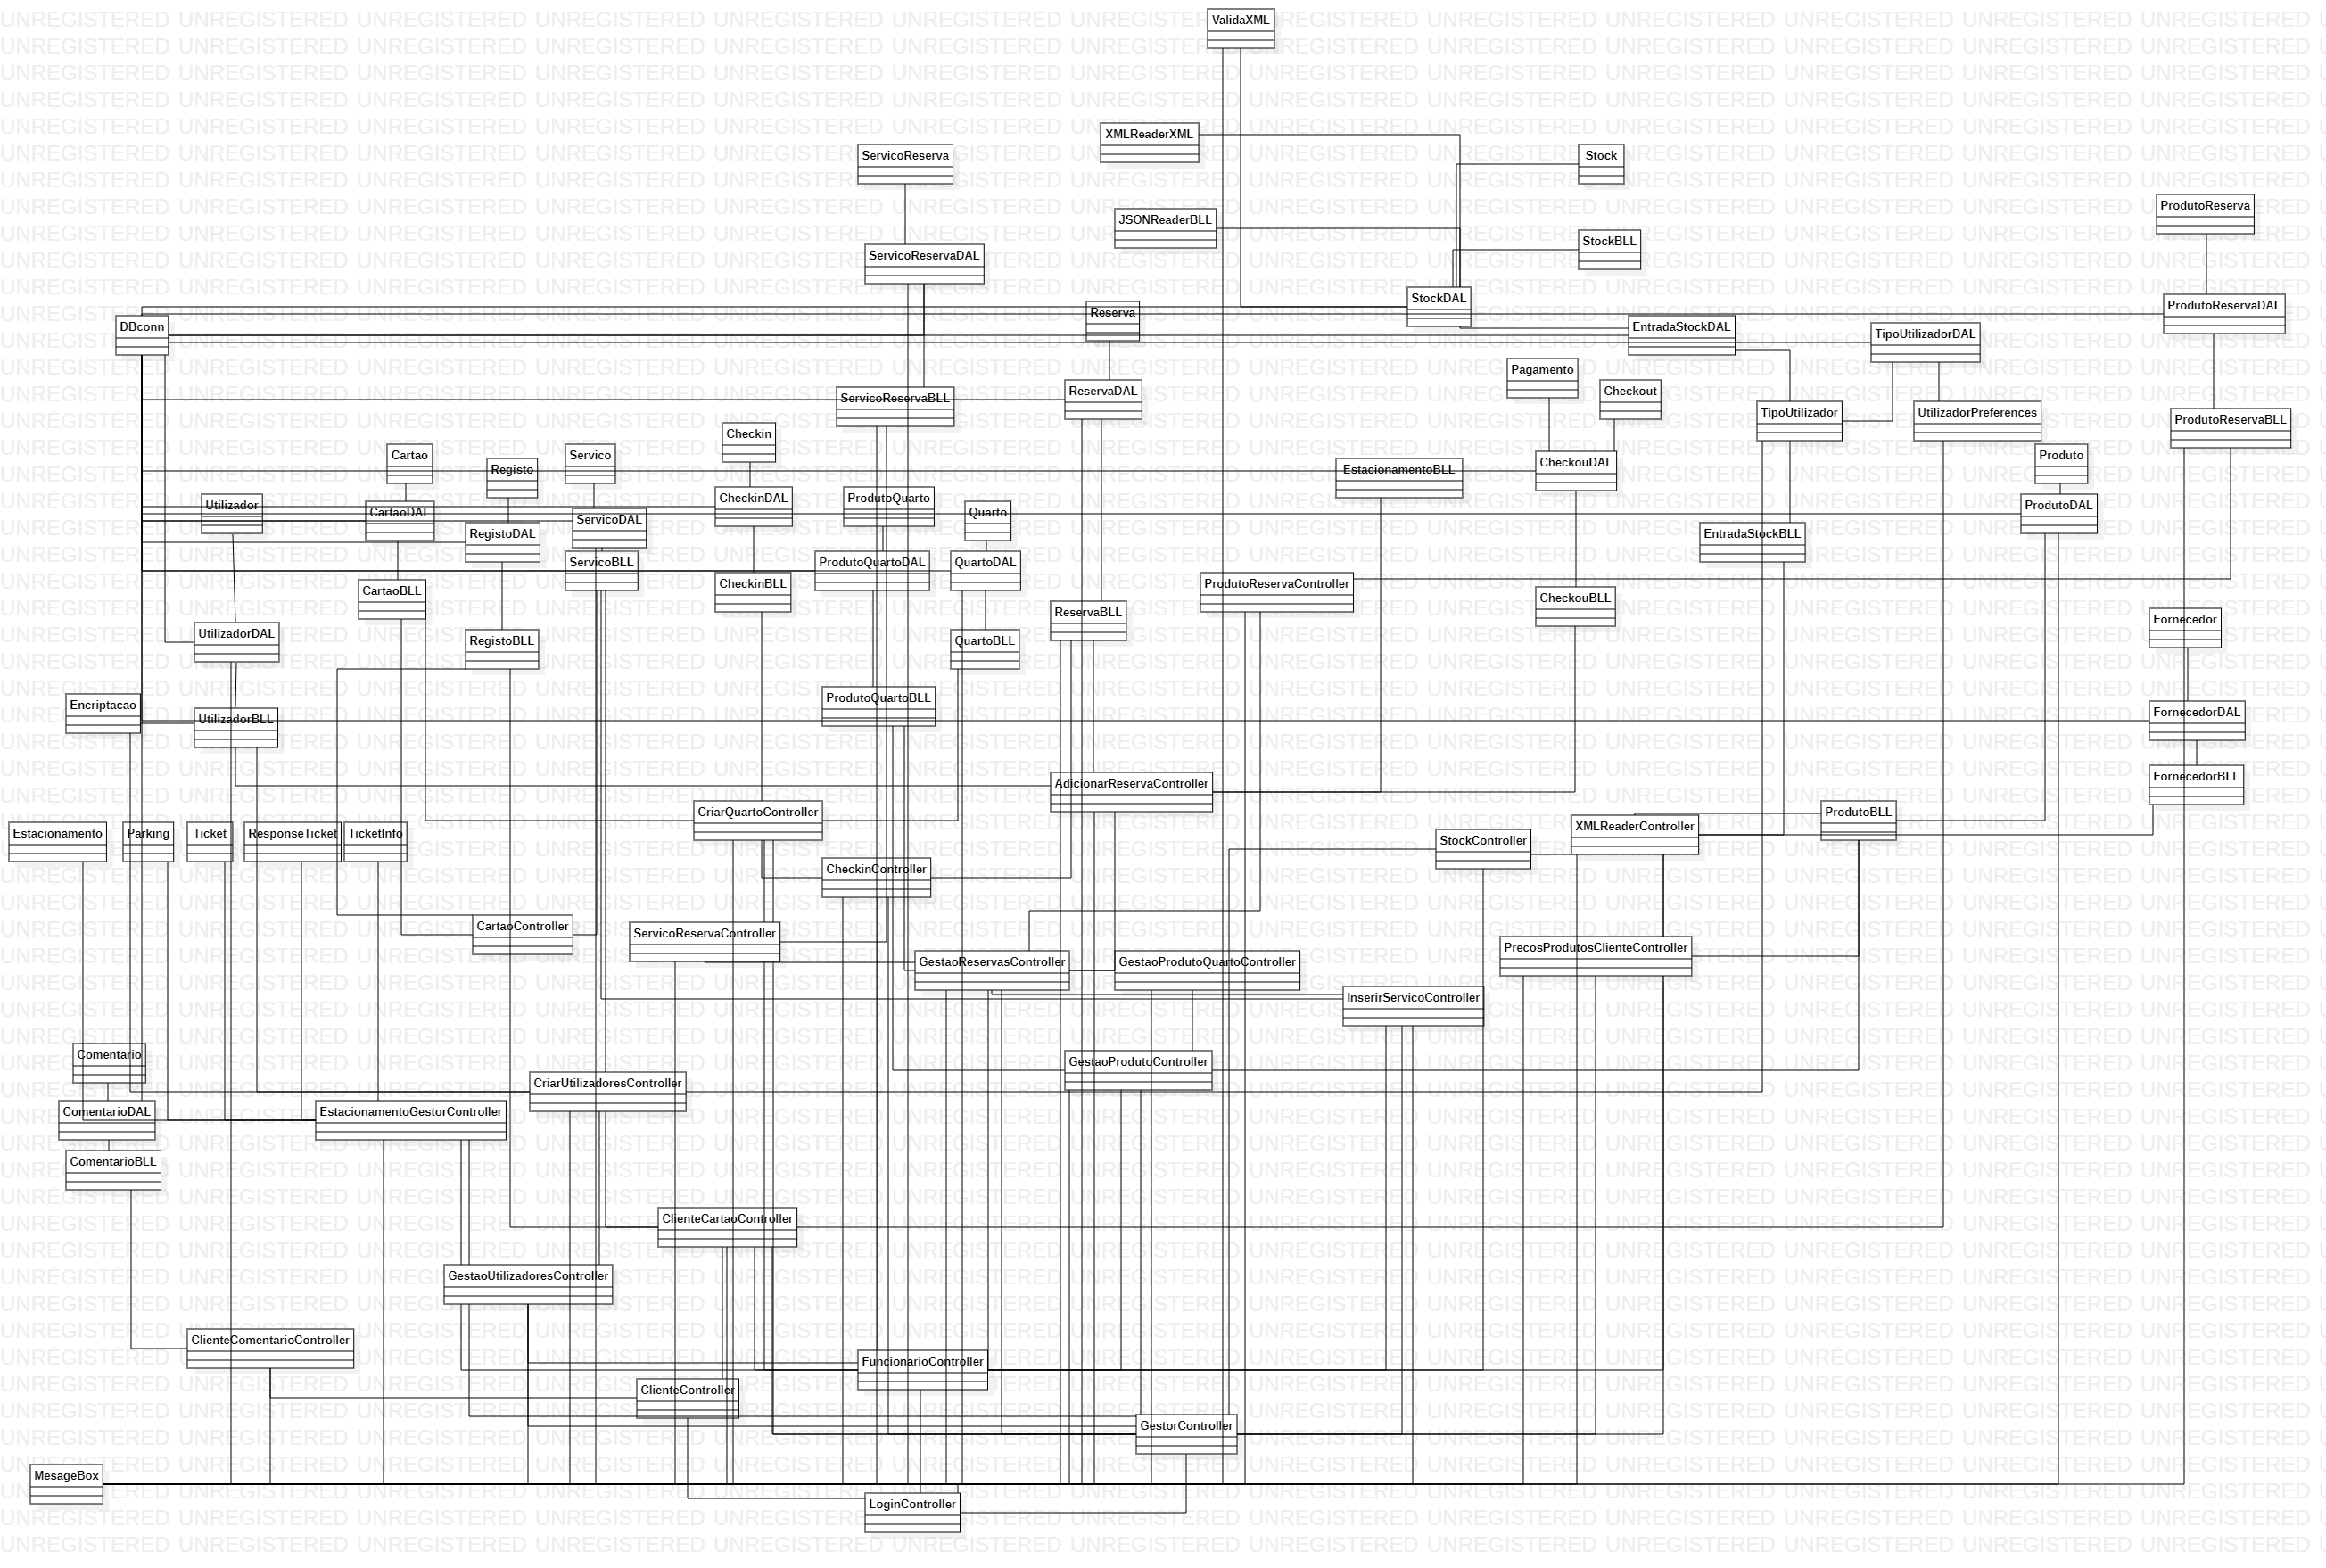 ValidaXML
XMLReaderXML
ServicoReserva
Stock
ProdutoReserva
JSONReaderBLL
StockBLL
ServicoReservaDAL
StockDAL
ProdutoReservaDAL
Reserva
DBconn
EntradaStockDAL
TipoUtilizadorDAL
Pagamento
ReservaDAL
Checkout
ServicoReservaBLL
TipoUtilizador
UtilizadorPreferences
ProdutoReservaBLL
Checkin
Cartao
Servico
Produto
Registo
EstacionamentoBLL
CheckouDAL
Utilizador
CheckinDAL
ProdutoQuarto
ProdutoDAL
CartaoDAL
Quarto
ServicoDAL
RegistoDAL
EntradaStockBLL
ServicoBLL
ProdutoQuartoDAL
QuartoDAL
CheckinBLL
ProdutoReservaController
CartaoBLL
CheckouBLL
ReservaBLL
Fornecedor
UtilizadorDAL
RegistoBLL
QuartoBLL
Encriptacao
ProdutoQuartoBLL
UtilizadorBLL
FornecedorDAL
FornecedorBLL
AdicionarReservaController
CriarQuartoController
ProdutoBLL
XMLReaderController
Estacionamento
Parking
Ticket
ResponseTicket
TicketInfo
StockController
CheckinController
CartaoController
ServicoReservaController
PrecosProdutosClienteController
GestaoReservasController
GestaoProdutoQuartoController
InserirServicoController
Comentario
GestaoProdutoController
CriarUtilizadoresController
ComentarioDAL
EstacionamentoGestorController
ComentarioBLL
ClienteCartaoController
GestaoUtilizadoresController
ClienteComentarioController
FuncionarioController
ClienteController
GestorController
MesageBox
LoginController